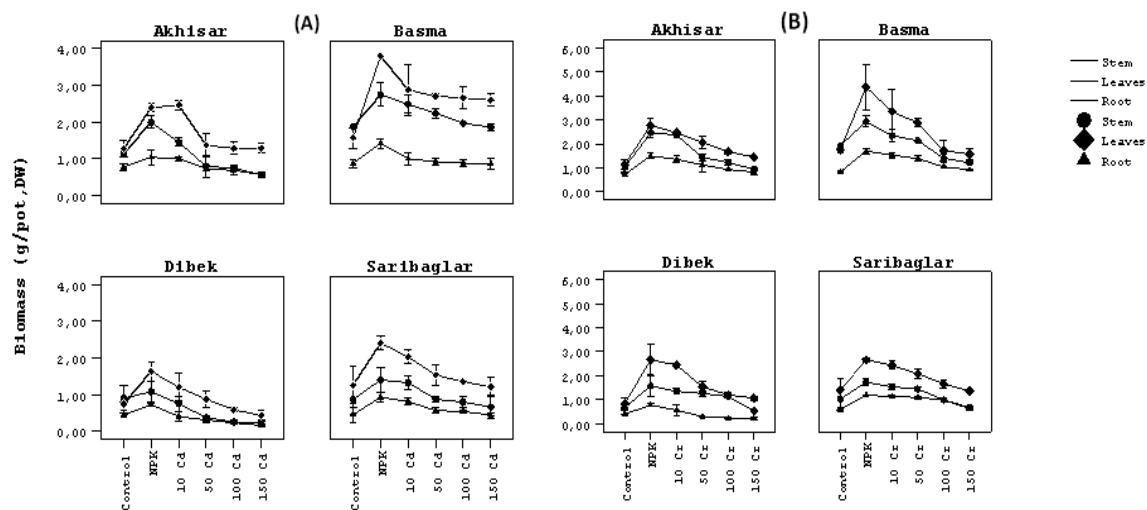 (A)
(B)
Akhisar
Basma
Akhisar
Basma
4,00
3,00
2,00
1,00
0,00
6,00
5,00
4,00
3,00
2,00
1,00
0,00
Stem
Leaves
Root
Stem
Leaves
Root
Biomass (g/pot,DW)
Dibek
Saribaglar
Dibek
Saribaglar
4,00
3,00
2,00
1,00
0,00
6,00
5,00
4,00
3,00
2,00
1,00
0,00
Control
NPK
10 Cd
50 Cd
100 Cd
150 Cd
Control
NPK
10 Cd
50 Cd
100 Cd
150 Cd
Control
NPK
10 Cr
50 Cr
100 Cr
150 Cr
Control
NPK
10 Cr
50 Cr
100 Cr
150 Cr